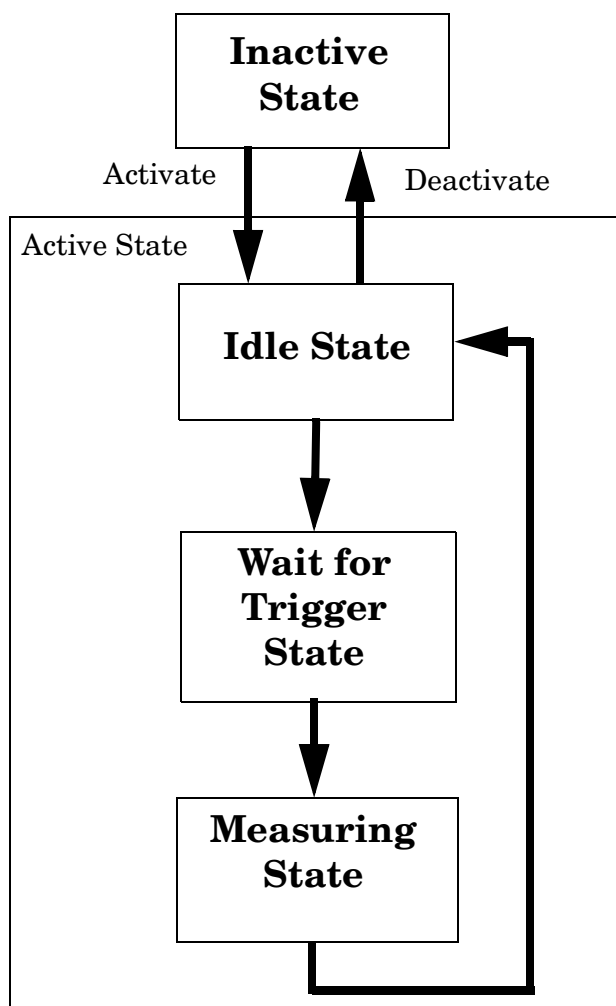 Inactive
State
Activate
Deactivate
Active State
Idle State
Wait for
Trigger
State
Measuring
State